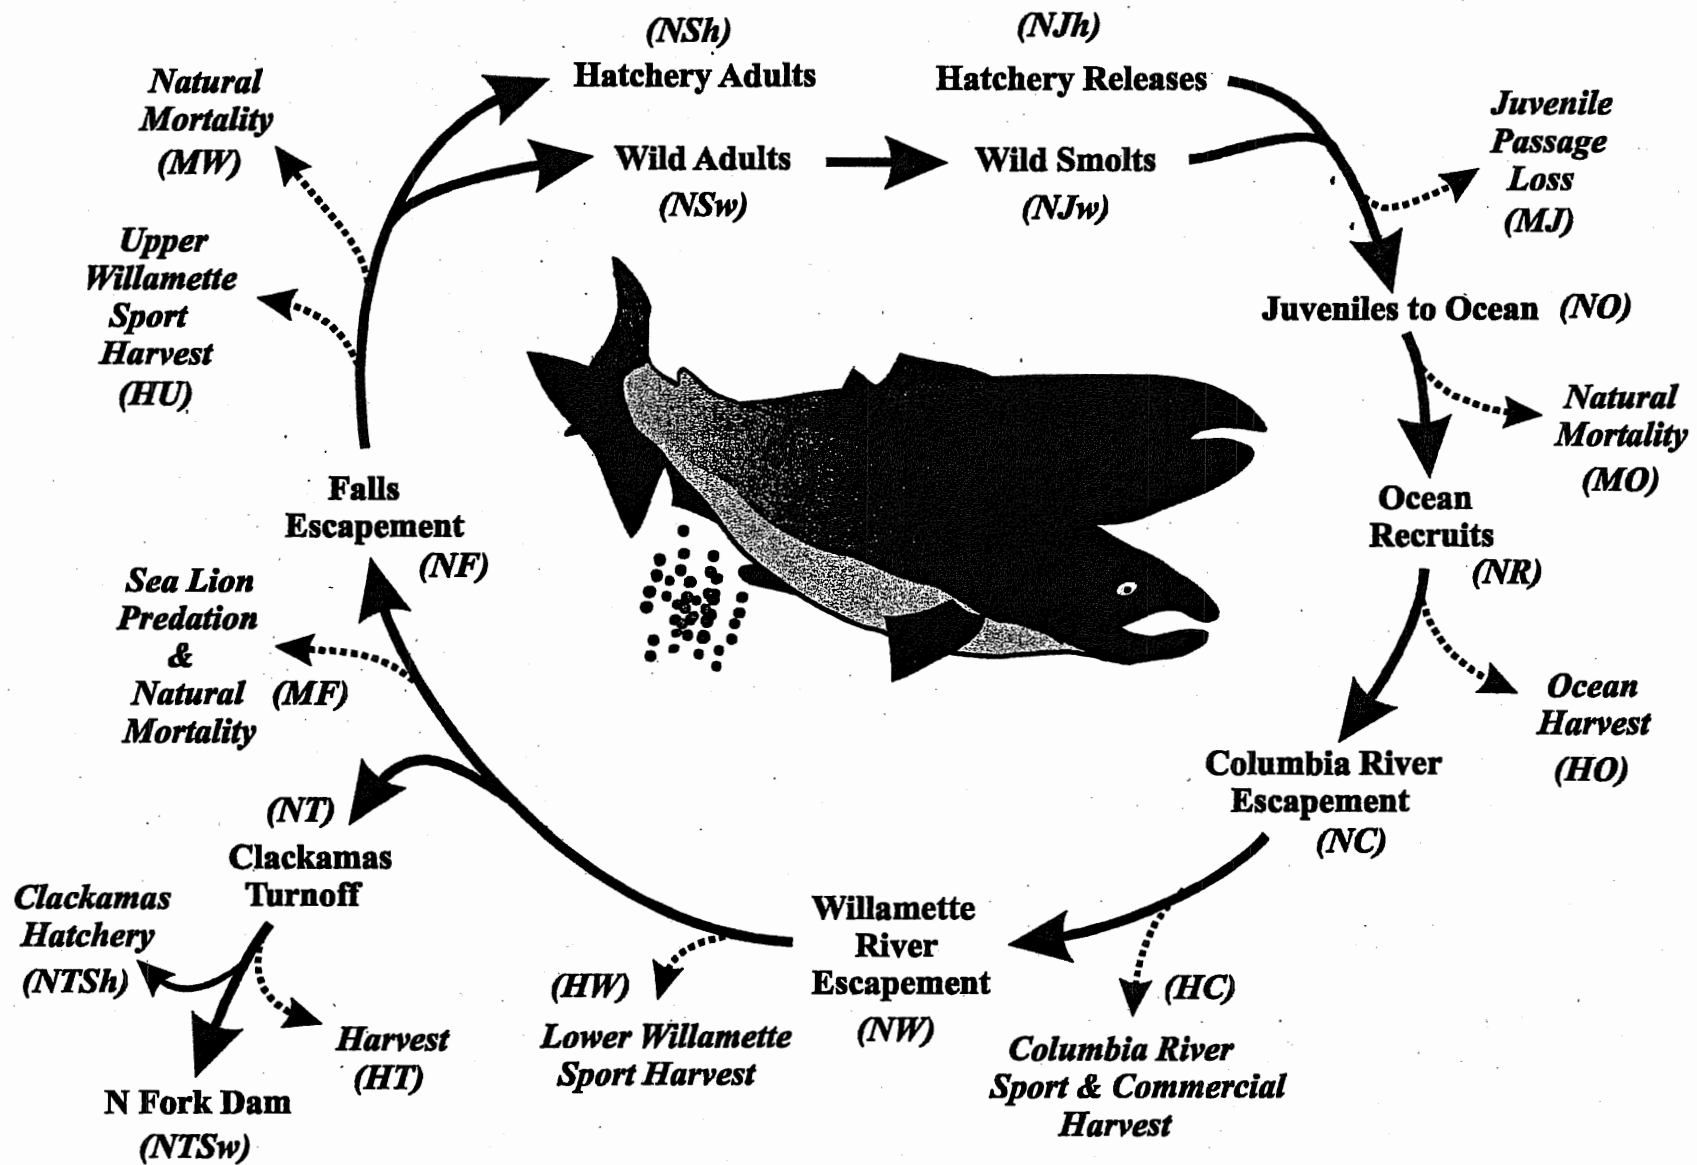 (NSh)
Hatchery Adults
(NJh)
Hatchery Releases
Wild Adults
(NSw)
Wild Smolts
(NJw)
Juvenile
Passage
Loss
(MJ)
Juveniles to Ocean (NO)
Natural
Mortality
(MO)
Ocean
Recruits
(NR)
Ocean
Harvest
(HO)
Columbia River
Escapement
(NC)
(HC)
Columbia River
Sport & Commercial
Harvest
Willamette
River
Escapement
(NW)
(HW)
Lower Willamette
Sport Harvest
(NT)
Clackamas
Turnoff
Clackamas
Hatchery
(NTSh)
Harvest
(HT)
N Fork Dam
(NTSw)
Sea Lion
Predation
&
Natural (MF)
Mortality
Falls
Escapement
(NF)
Upper
Willamette
Sport
Harvest
(HU)
Natural
Mortality
(MW)